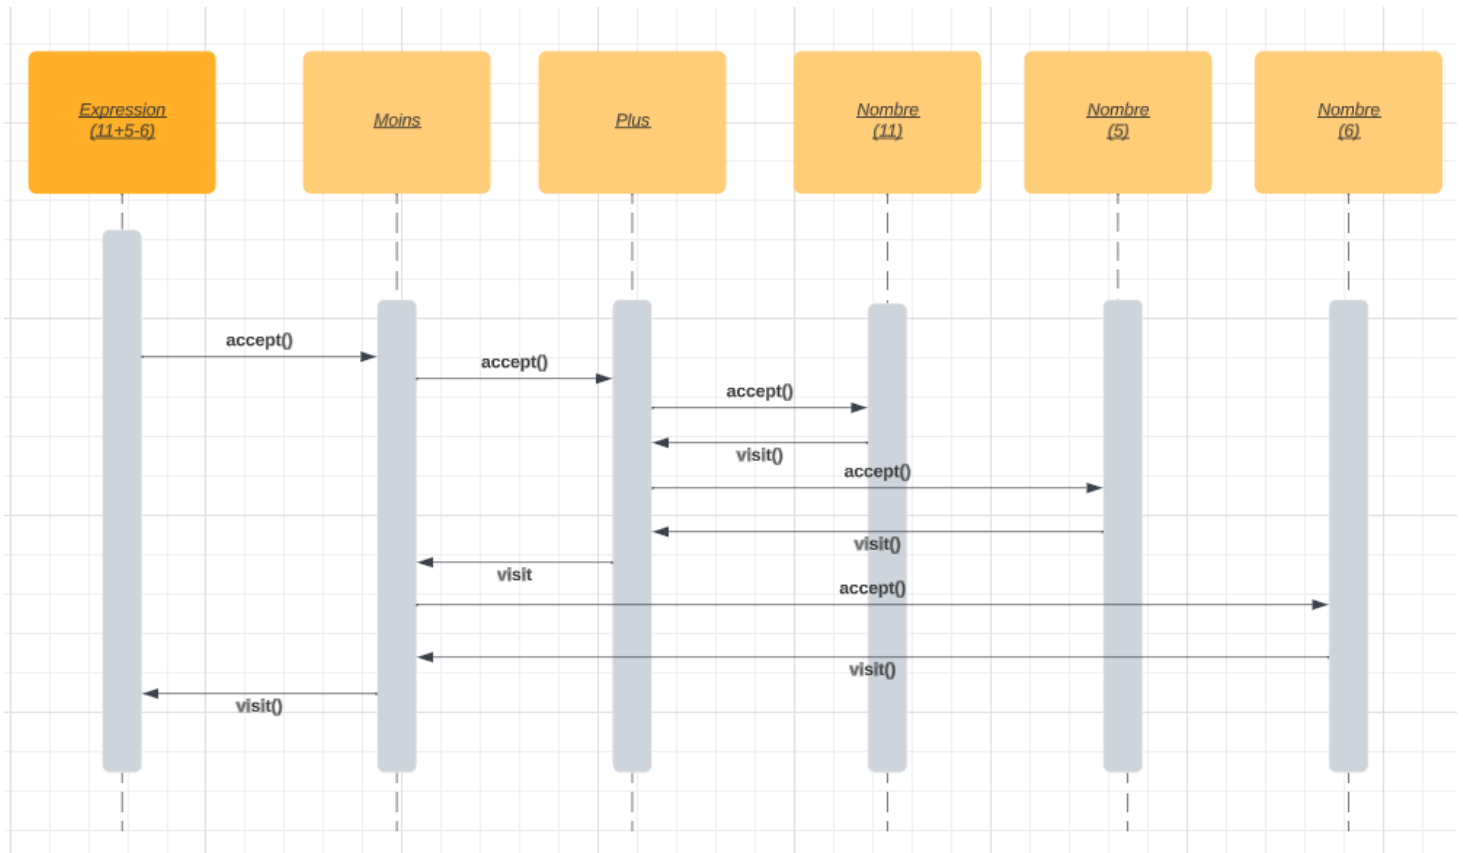 Expression
(11+5-6)
Moins
Plus
Nombre
(11)
Nombre
(5)
Nombre
(6)
accept()
accept()
accept()
visit()
accept()
visit()
visit
accept()
visit()
visit()